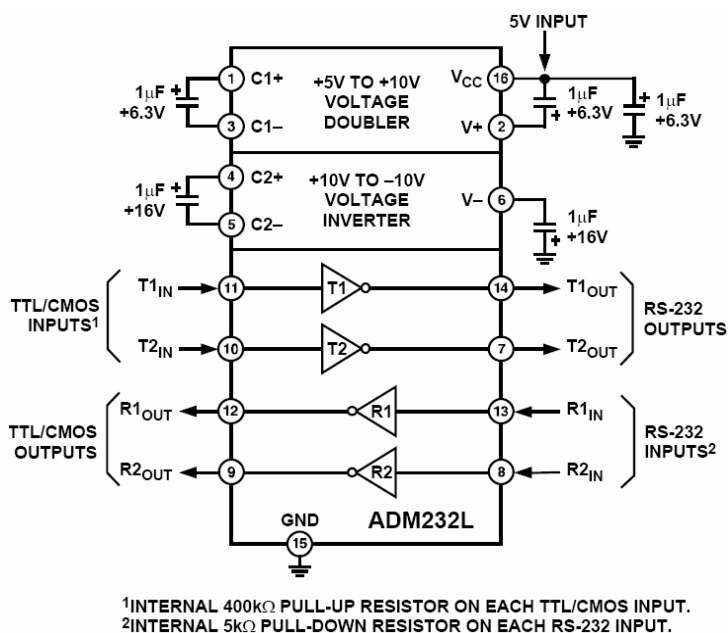 5V INPUT
1μF
+6.3V
+
1
C1+
3
C1–
+5V TO +10V
VOLTAGE
DOUBLER
VCC
16
V+
2
+
1μF
+6.3V
+
1μF
+6.3V
1μF
+16V
+
4
C2+
5
C2–
+10V TO –10V
VOLTAGE
INVERTER
V–
6
+
1μF
+16V
TTL/CMOS
INPUTS1
T1IN
11
T1
14
T1OUT
T2IN
10
T2
7
T2OUT
RS-232
OUTPUTS
TTL/CMOS
OUTPUTS
R1OUT
12
R1
13
R1IN
R2OUT
9
R2
8
R2IN
RS-232
INPUTS2
GND
15
ADM232L
1INTERNAL 400kΩ PULL-UP RESISTOR ON EACH TTL/CMOS INPUT.
2INTERNAL 5kΩ PULL-DOWN RESISTOR ON EACH RS-232 INPUT.